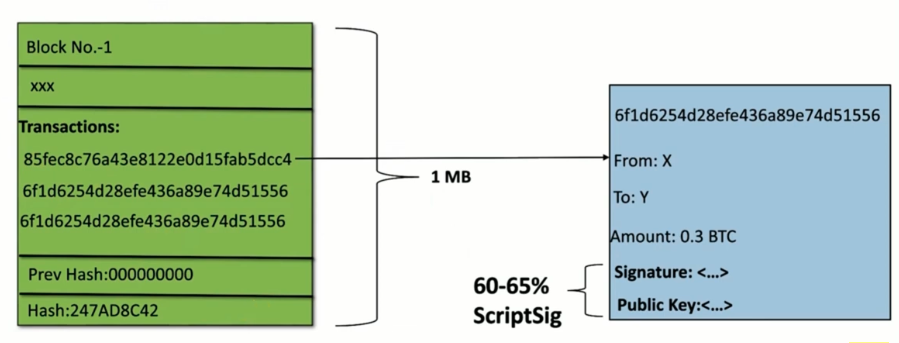 Block No.-1
xxx
Transactions:
85fec8c76a43e8122e0d15fab5dcc4
6f1d6254d28efe436a89e74d51556
6f1d6254d28efe436a89e74d51556
Prev Hash:000000000
Hash:247AD8C42
1 MB
6f1d6254d28efe436a89e74d51556
From: X
To: Y
Amount: 0.3 BTC
Signature: <...>
Public Key:<...>
60-65%
ScriptSig